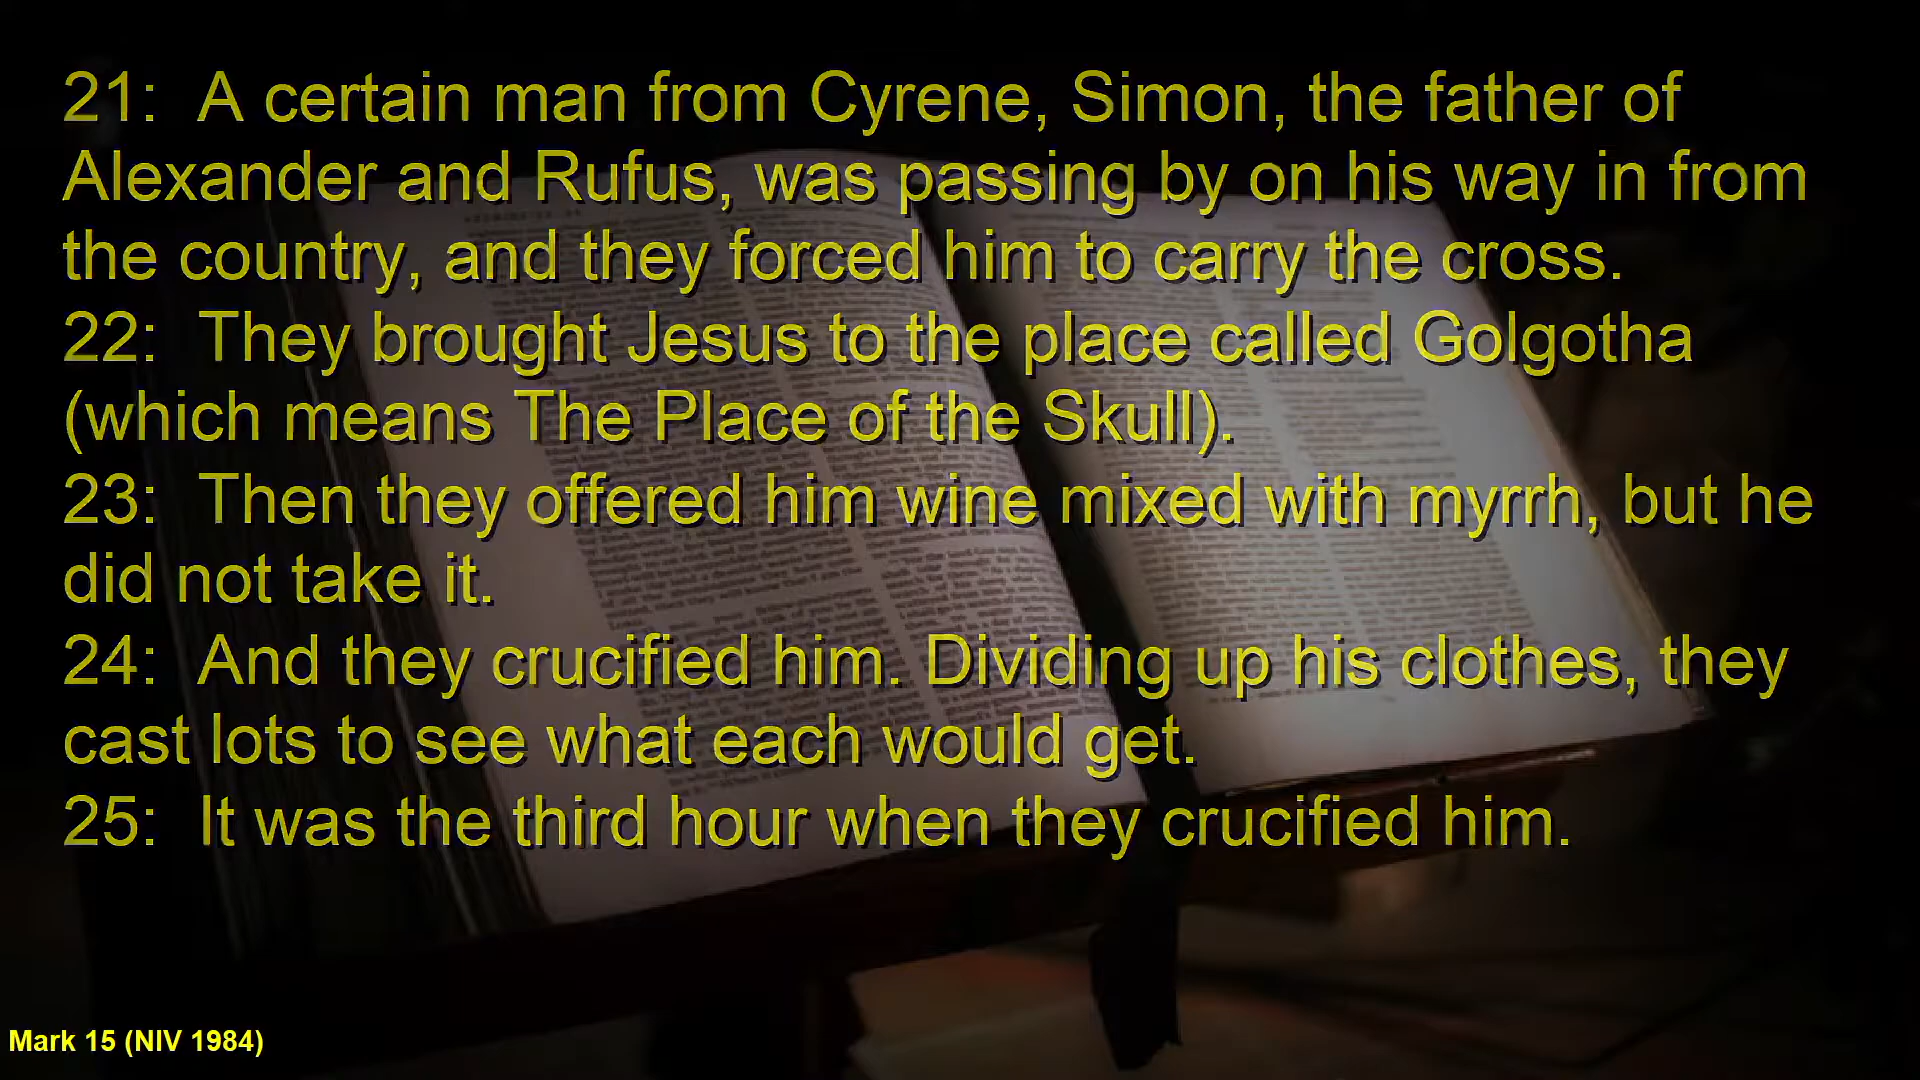 21:  A certain man from Cyrene, Simon, the father of
Alexander and Rufus, was passing by on his way in from
the country, and they forced him to carry the cross.
22:  They brought Jesus to the place called Golgotha
(which means The Place of the Skull).
23:  Then they offered him wine mixed with myrrh, but he
did not take it.
24:  And they crucified him. Dividing up his clothes, they
cast lots to see what each would get.
25:  It was the third hour when they crucified him.
Mark 15 (NIV 1984)